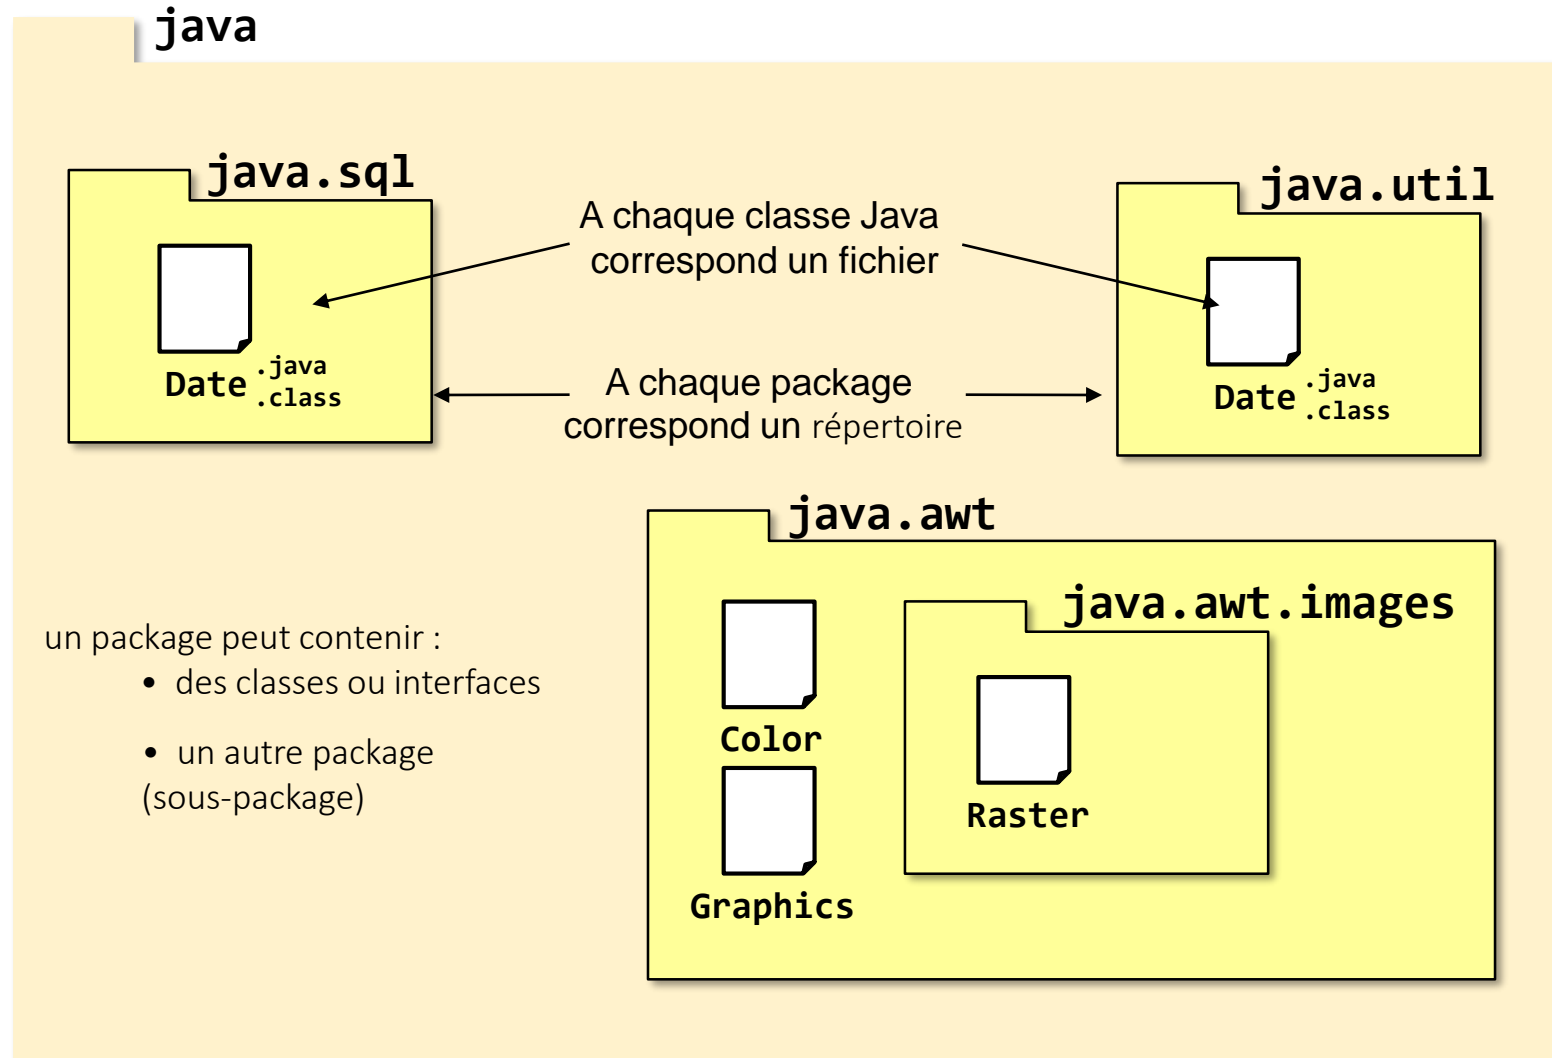 java
java.sql
java.util
A chaque classe Java
correspond un fichier
Date
.java
.class
A chaque package
correspond un répertoire
Date
.java
.class
java.awt
java.awt.images
un package peut contenir :
• des classes ou interfaces
• un autre package
(sous-package)
Color
Raster
Graphics